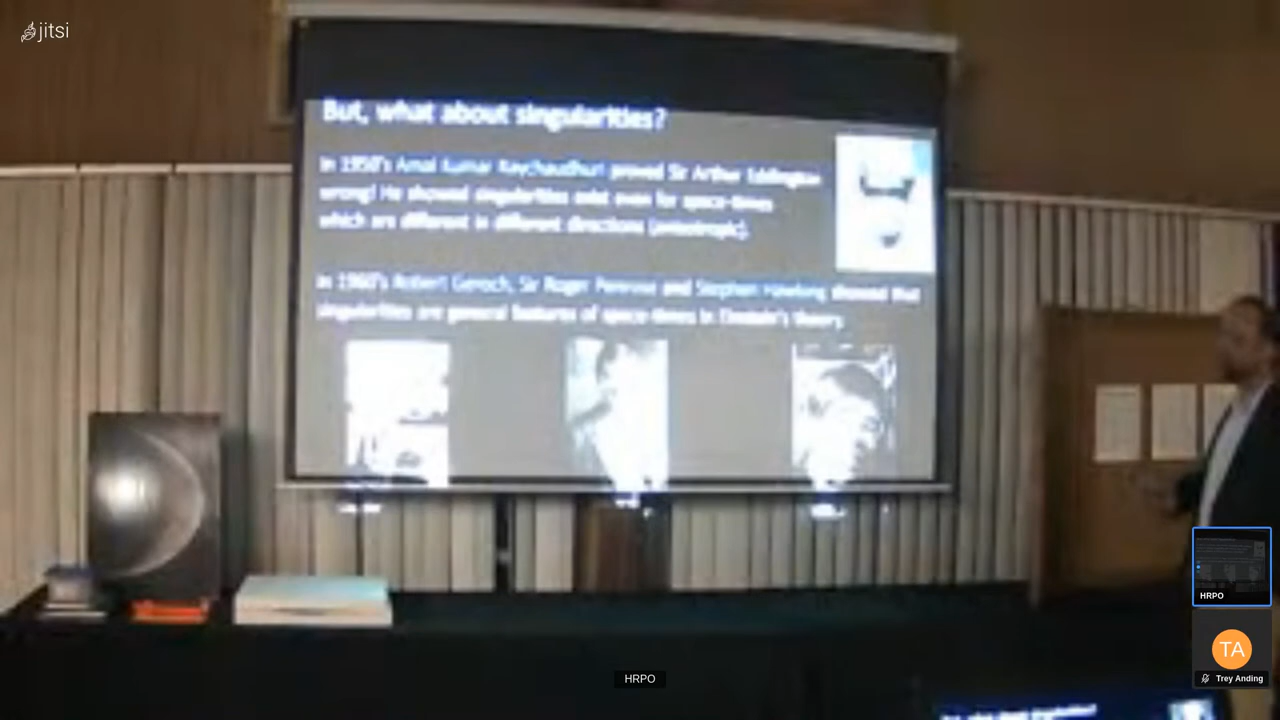 jitsi
But, what about singularities?
In 1950's Amal Kumar Raychaudhuri proved Sir Arthur Eddington
wrong! He showed singularities exist even for space-times
which are different in different directions (anisotropic).
In 1960's Robert Geroch, Sir Roger Penrose and Stephen Hawking showed that
singularities are general features of space-times in Einstein's theory.
HRPO
TA
Trey Anding
HRPO